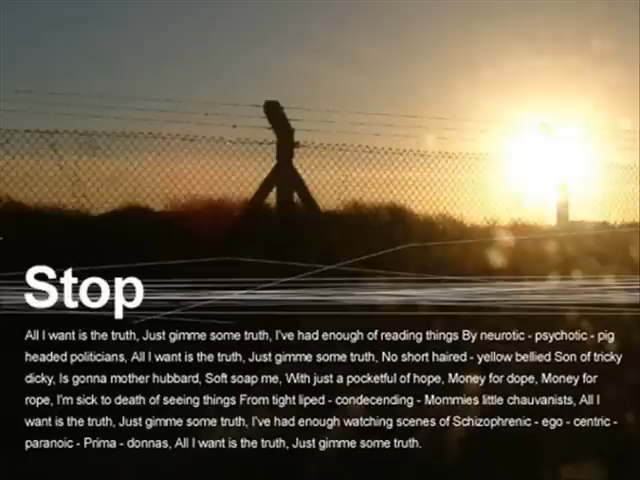 Stop
All I want is the truth, Just gimme some truth, I've had enough of reading things By neurotic - psychotic - pig
headed politicians, All I want is the truth, Just gimme some truth, No short haired - yellow bellied Son of tricky
dicky, Is gonna mother hubbard, Soft soap me, With just a pocketful of hope, Money for dope, Money for
rope, I'm sick to death of seeing things From tight liped - condecending - Mommies little chauvanists, All I
want is the truth, Just gimme some truth, I've had enough watching scenes of Schizophrenic - ego - centric -
paranoic - Prima - donnas, All I want is the truth, Just gimme some truth.